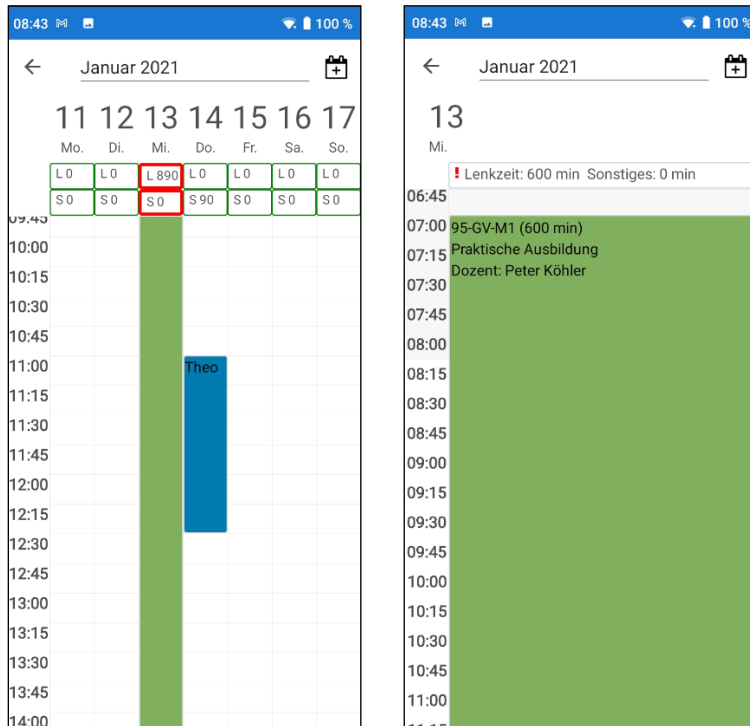 08:43 100 %
Januar 2021
11 12 13 14 15 16 17
Mo. Di. Mi. Do. Fr. Sa. So.
L 0 L 0 L 890 L 0 L 0 L 0 L 0
S 0 S 0 S 0 S 90 S 0 S 0 S 0
09:45
10:00
10:15
10:30
10:45
11:00 Theo
11:15
11:30
11:45
12:00
12:15
12:30
12:45
13:00
13:15
13:30
13:45
14:00
08:43 100 %
Januar 2021
13
Mi.
! Lenkzeit: 600 min Sonstiges: 0 min
06:45
07:00 95-GV-M1 (600 min)
07:15 Praktische Ausbildung
Dozent: Peter Köhler
07:30
07:45
08:00
08:15
08:30
08:45
09:00
09:15
09:30
09:45
10:00
10:15
10:30
10:45
11:00